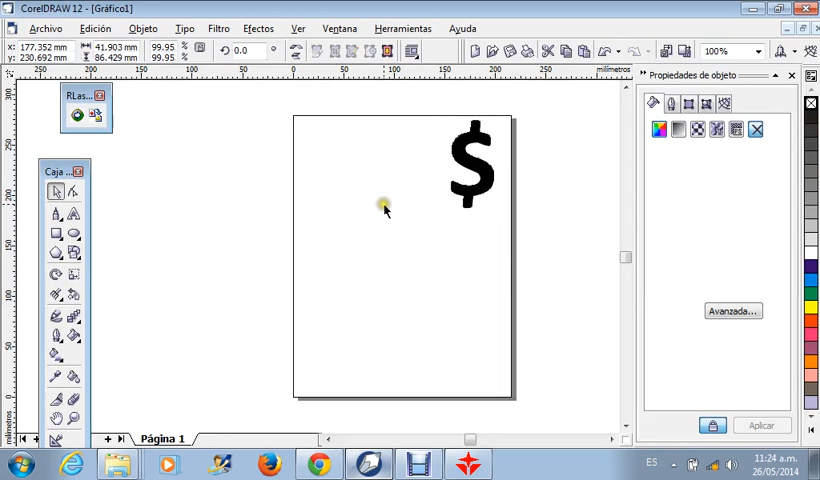 CorelDRAW 12 - [Gráfico1]
Archivo Edición Objeto Tipo Filtro Efectos Ver Ventana Herramientas Ayuda
x: 177.352 mm 41.903 mm 99.95 %
y: 230.692 mm 86.429 mm 99.95 %
0.0
100%
250 200 0 50 100 150 200 250 milímetros
Propiedades de objeto
RLas...
Caja ...
$
300
250
200
150
100
50
0
milímetros
Avanzada...
Aplicar
Página 1
ES
11:24 a.m.
26/05/2014